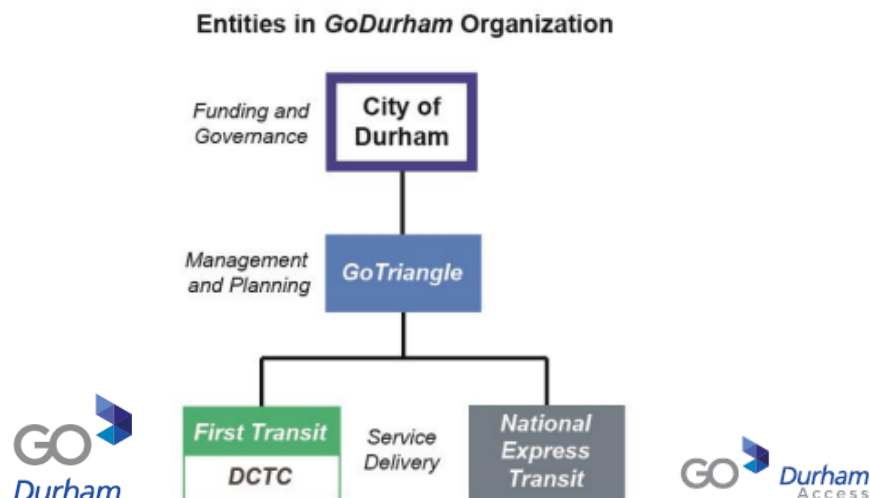 Entities in GoDurham Organization
Funding and
Governance
City of
Durham
Management
and Planning
GoTriangle
First Transit
DCTC
Service
Delivery
National
Express
Transit
GO
Durham
GO
Durham
Access